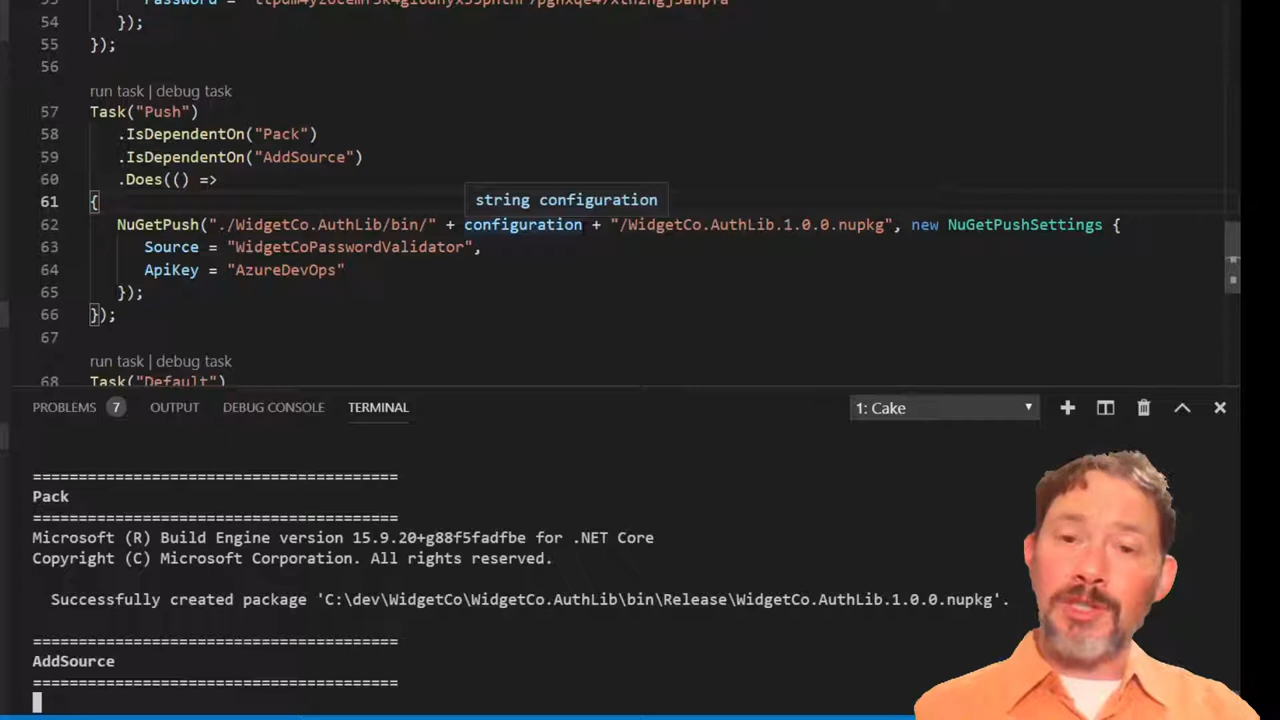 54 });
55 });
56
run task | debug task
57 Task("Push")
58 .IsDependentOn("Pack")
59 .IsDependentOn("AddSource")
60 .Does(() =>
string configuration
61 {
62 NuGetPush("./WidgetCo.AuthLib/bin/" + configuration + "/WidgetCo.AuthLib.1.0.0.nupkg", new NuGetPushSettings {
63 Source = "WidgetCoPasswordValidator",
64 ApiKey = "AzureDevOps"
65 });
66 });
67
run task | debug task
68 Task("Default")
PROBLEMS 7 OUTPUT DEBUG CONSOLE TERMINAL 1: Cake
========================================
Pack
========================================
Microsoft (R) Build Engine version 15.9.20+g88f5fadfbe for .NET Core
Copyright (C) Microsoft Corporation. All rights reserved.
Successfully created package 'C:\dev\WidgetCo\WidgetCo.AuthLib\bin\Release\WidgetCo.AuthLib.1.0.0.nupkg'.
========================================
AddSource
========================================